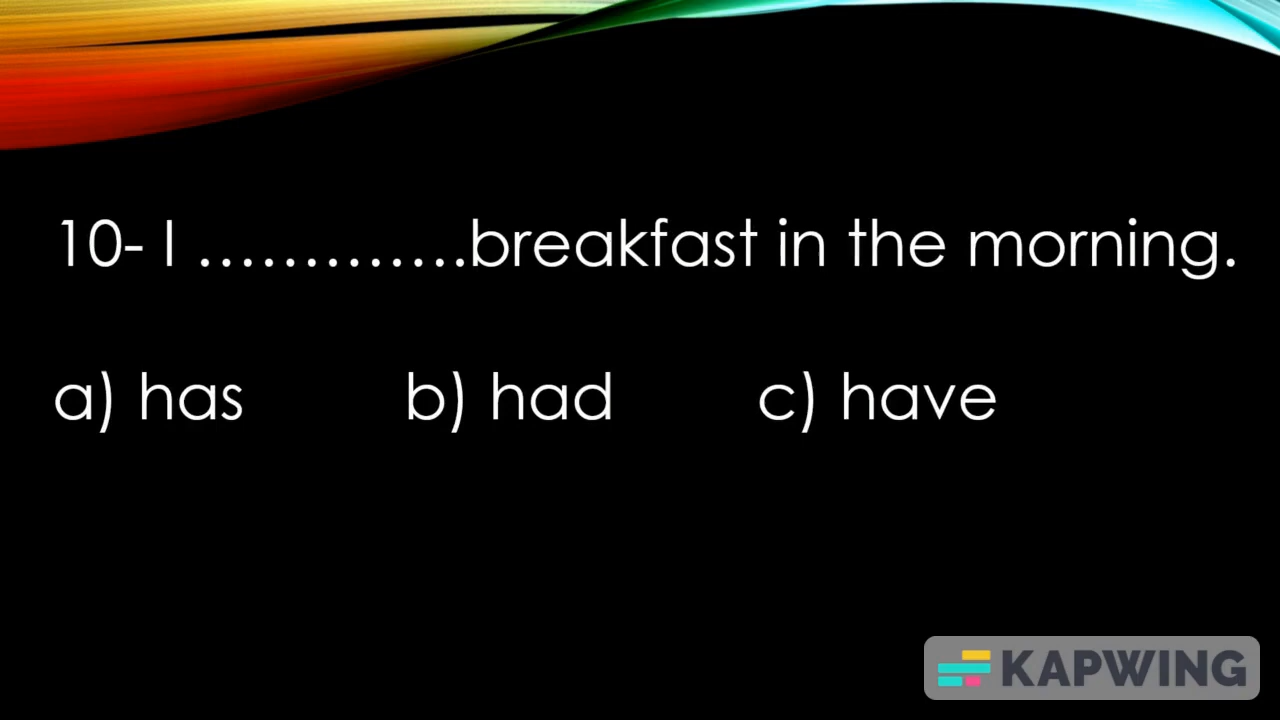 10- I .............breakfast in the morning.
a) has b) had c) have
KAPWING